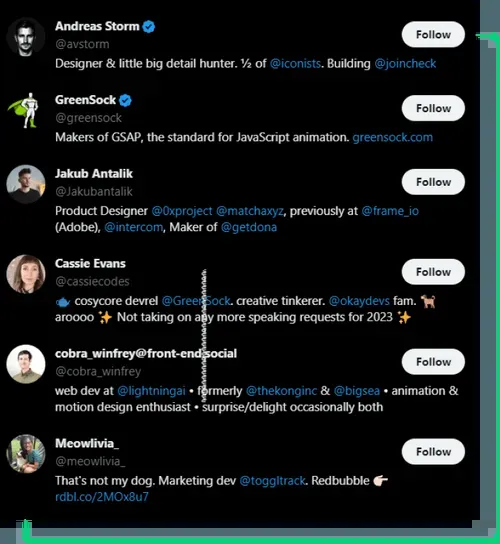 Andreas Storm
@avstorm
Follow
Designer & little big detail hunter. ½ of @iconists. Building @joincheck
GreenSock
@greensock
Follow
Makers of GSAP, the standard for JavaScript animation. greensock.com
Jakub Antalik
@Jakubantalik
Follow
Product Designer @0xproject @matchaxyz, previously at @frame_io
(Adobe), @intercom, Maker of @getdona
Cassie Evans
@cassiecodes
Follow
🫖 cosycore devrel @GreenSock. creative tinkerer. @okaydevs fam. 🐕
aroooo ✨ Not taking on any more speaking requests for 2023 ✨
cobra_winfrey@front-end.social
@cobra_winfrey
Follow
web dev at @lightningai • formerly @thekonginc & @bigsea • animation &
motion design enthusiast • surprise/delight occasionally both
Meowlivia_
@meowlivia_
Follow
That's not my dog. Marketing dev @toggltrack. Redbubble 👉🏻
rdbl.co/2MOx8u7